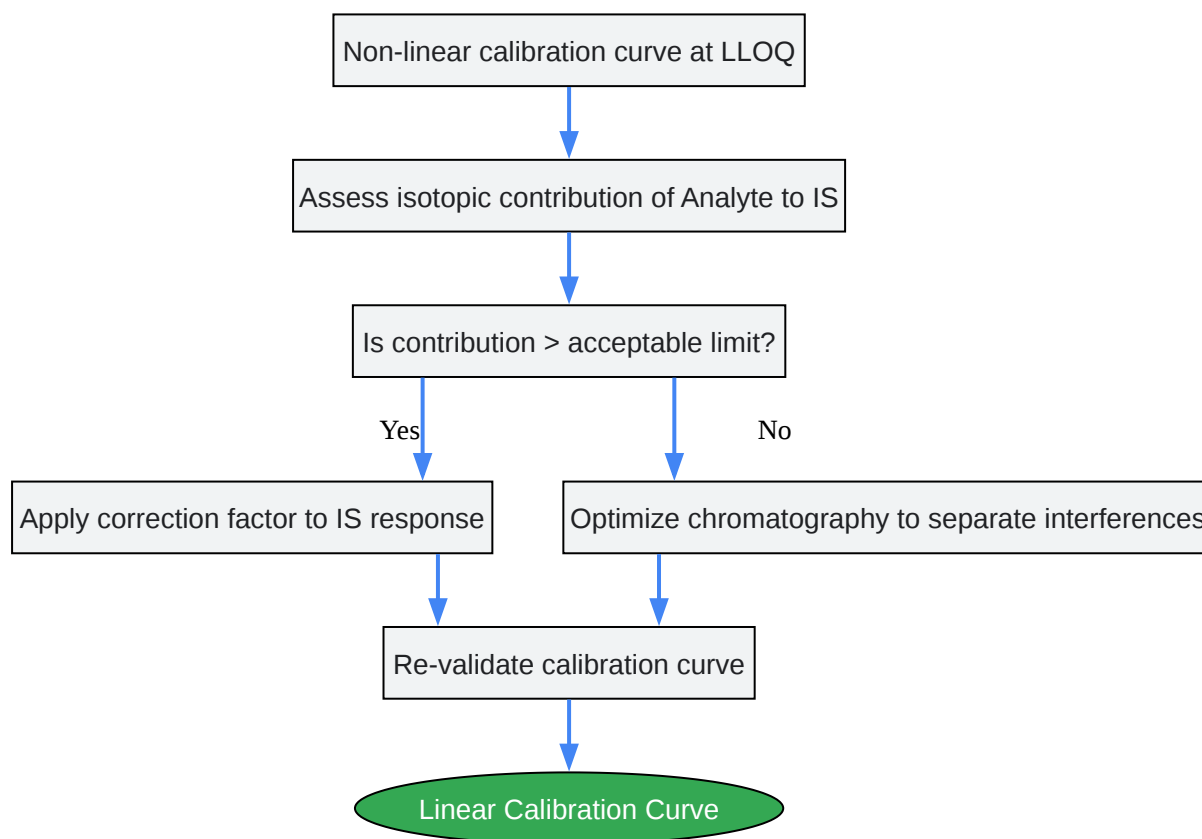 Non-linear calibration curve at LLOQ
Assess isotopic contribution of Analyte to IS
Is contribution > acceptable limit?
Yes
No
Apply correction factor to IS response
Optimize chromatography to separate interferences
Re-validate calibration curve
Linear Calibration Curve